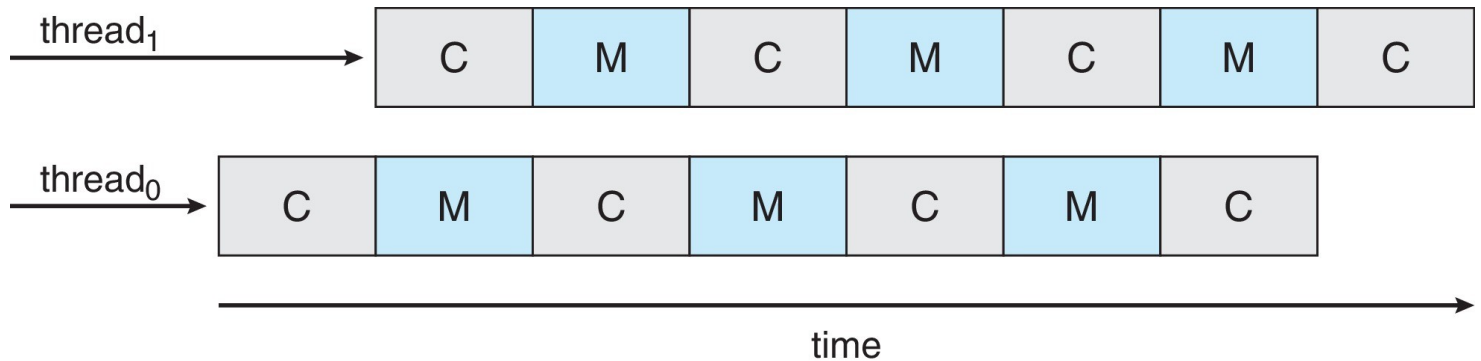 thread₁ C M C M C M C
thread₀ C M C M C M C
time